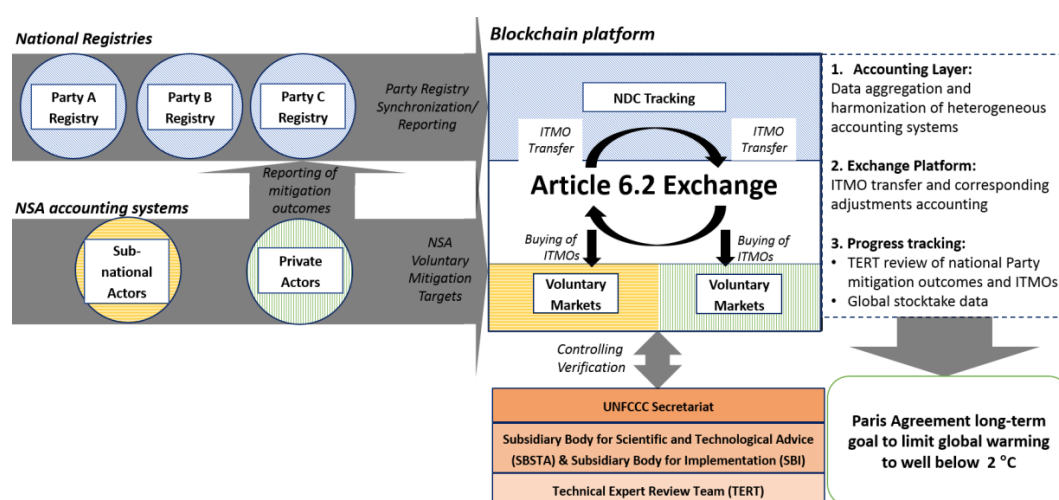 National Registries
Party A
Registry
Party B
Registry
Party C
Registry
Party Registry
Synchronization/
Reporting
Reporting of
mitigation
outcomes
NSA accounting systems
Sub-
national
Actors
Private
Actors
NSA
Voluntary
Mitigation
Targets
Blockchain platform
NDC Tracking
ITMO
Transfer
ITMO
Transfer
Article 6.2 Exchange
Buying of
ITMOs
Buying of
ITMOs
Voluntary
Markets
Voluntary
Markets
Controlling
Verification
UNFCCC Secretariat
Subsidiary Body for Scientific and Technological Advice
(SBSTA) & Subsidiary Body for Implementation (SBI)
Technical Expert Review Team (TERT)
1. Accounting Layer:
Data aggregation and
harmonization of heterogeneous
accounting systems
2. Exchange Platform:
ITMO transfer and corresponding
adjustments accounting
3. Progress tracking:
• TERT review of national Party
mitigation outcomes and ITMOs
• Global stocktake data
Paris Agreement long-term
goal to limit global warming
to well below 2 °C